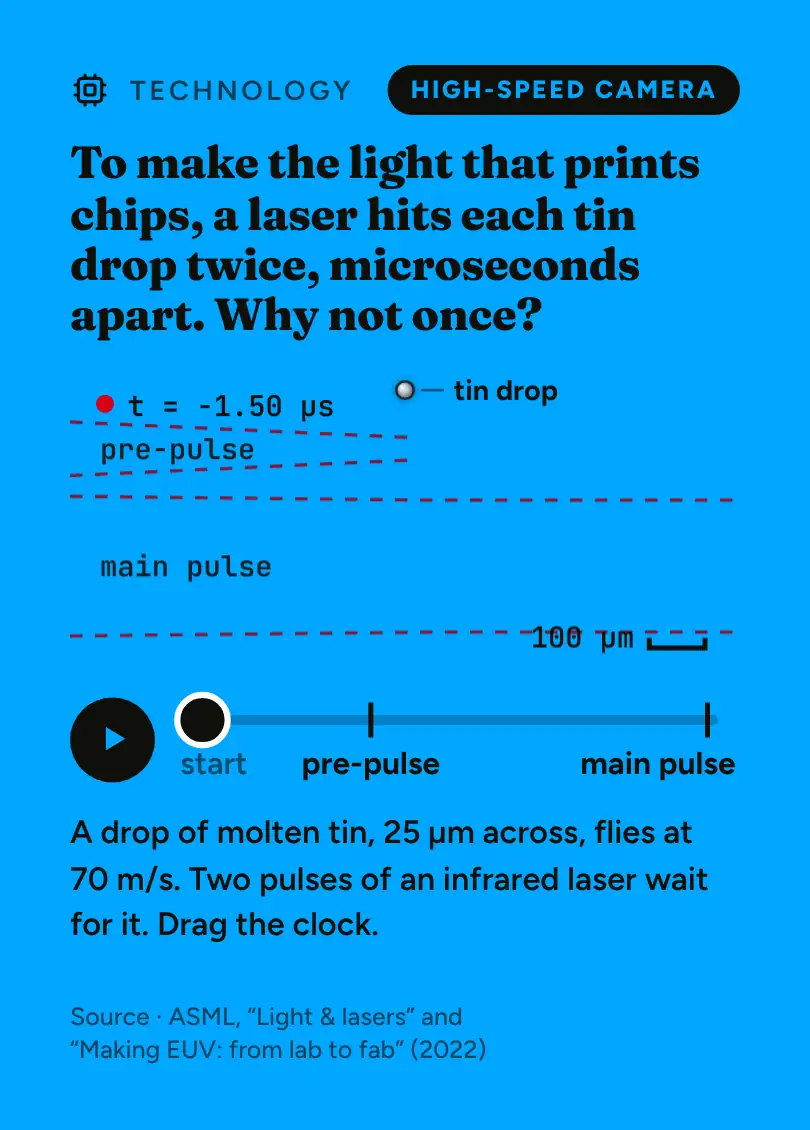 TECHNOLOGY
HIGH-SPEED CAMERA
To make the light that prints
chips, a laser hits each tin
drop twice, microseconds
apart. Why not once?
tin drop
t = -1.50 µs
pre-pulse
main pulse
100 µm
start
pre-pulse
main pulse
A drop of molten tin, 25 µm across, flies at
70 m/s. Two pulses of an infrared laser wait
for it. Drag the clock.
Source · ASML, “Light & lasers” and
“Making EUV: from lab to fab” (2022)